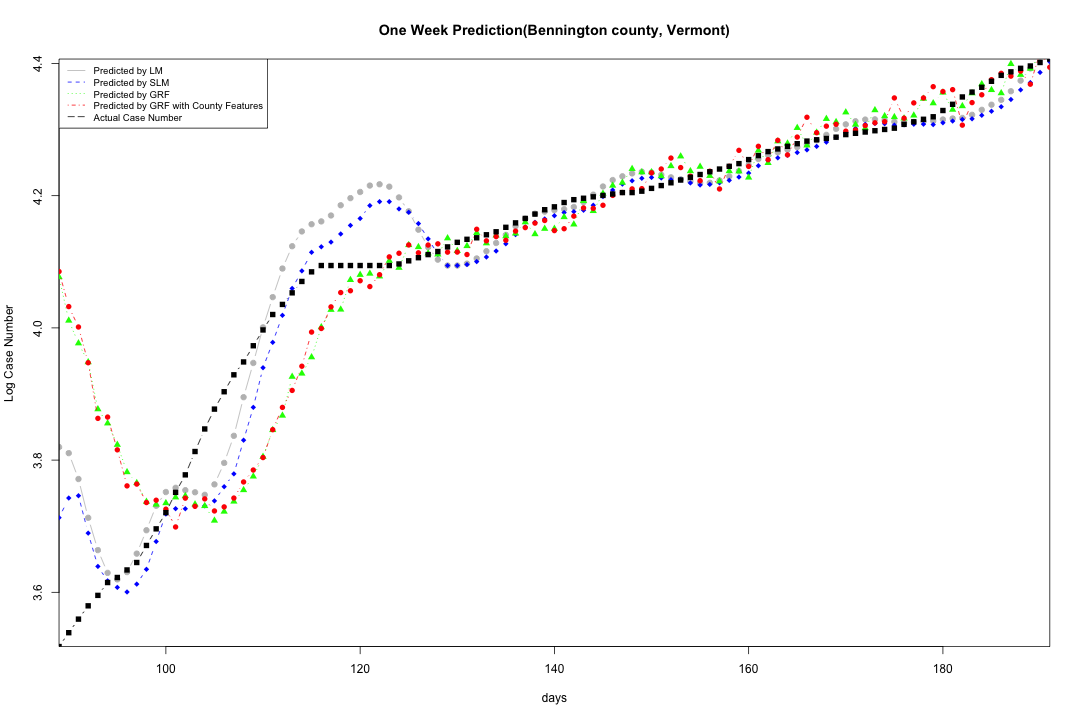 One Week Prediction(Bennington county, Vermont)
Predicted by LM
Predicted by SLM
Predicted by GRF
Predicted by GRF with County Features
Actual Case Number
4.4
4.2
4.0
3.8
3.6
Log Case Number
100 120 140 160 180
days